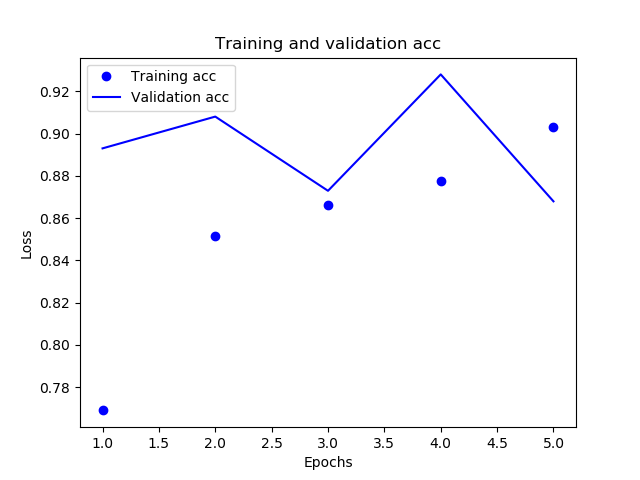 Training and validation acc
Training acc
Validation acc
0.92
0.90
0.88
0.86
0.84
0.82
0.80
0.78
Loss
1.0 1.5 2.0 2.5 3.0 3.5 4.0 4.5 5.0
Epochs